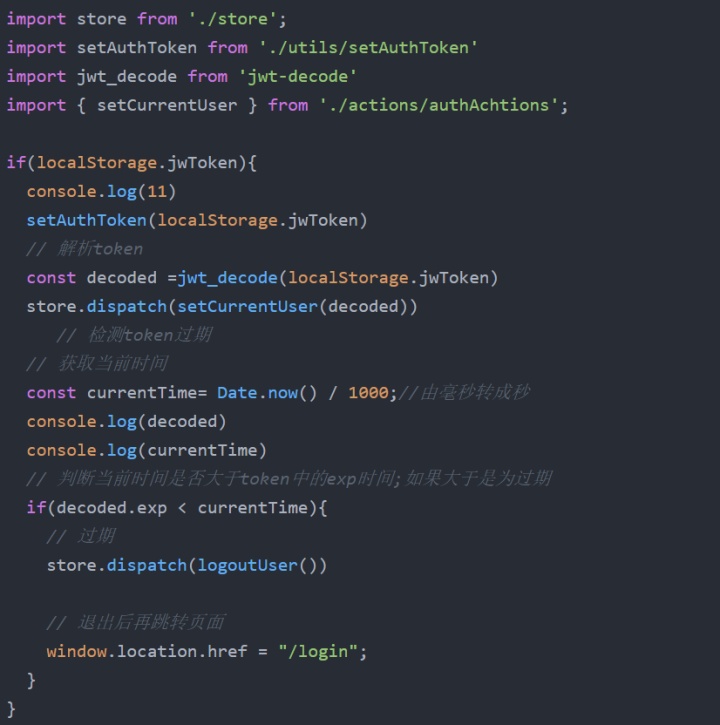 import store from './store';
import setAuthToken from './utils/setAuthToken'
import jwt_decode from 'jwt-decode'
import { setCurrentUser } from './actions/authAchtions';
if(localStorage.jwToken){
console.log(11)
setAuthToken(localStorage.jwToken)
// 解析token
const decoded =jwt_decode(localStorage.jwToken)
store.dispatch(setCurrentUser(decoded))
// 检测token过期
// 获取当前时间
const currentTime= Date.now() / 1000;//由毫秒转成秒
console.log(decoded)
console.log(currentTime)
// 判断当前时间是否大于token中的exp时间;如果大于是为过期
if(decoded.exp < currentTime){
// 过期
store.dispatch(logoutUser())
// 退出后再跳转页面
window.location.href = "/login";
}
}